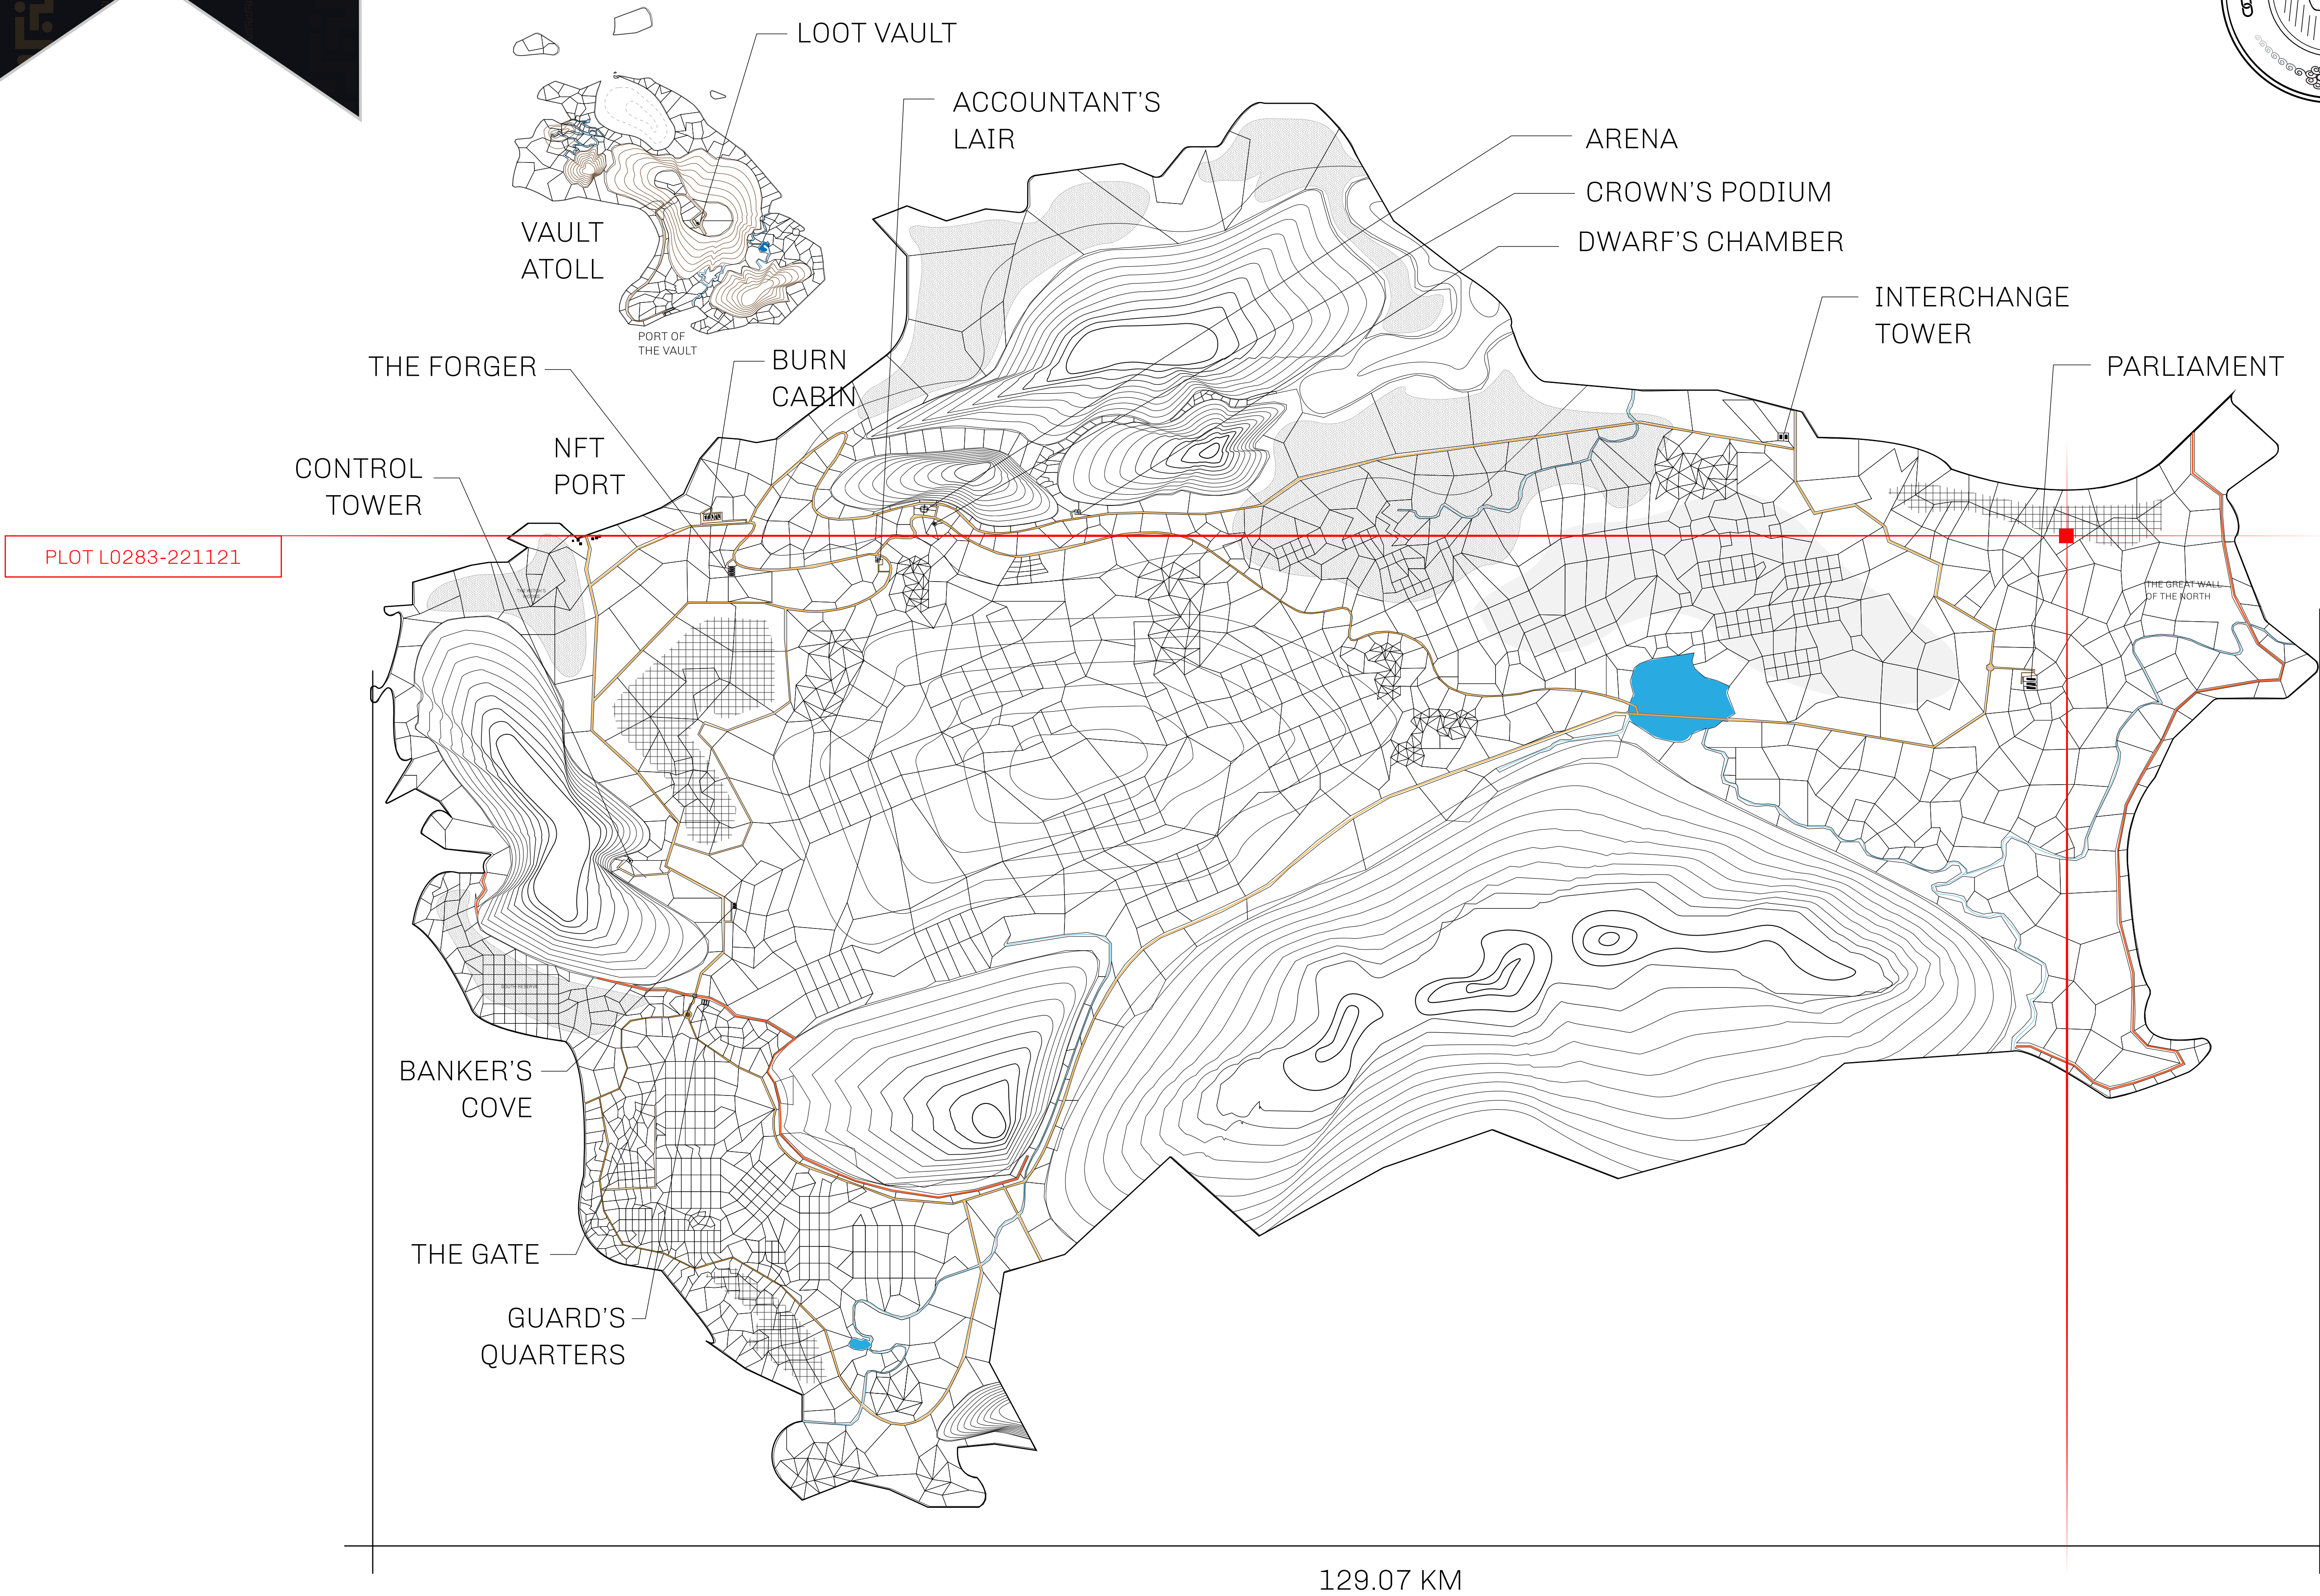 LOOT VAULT
ACCOUNTANT'S
LAIR
ARENA
CROWN'S PODIUM
DWARF'S CHAMBER
VAULT
ATOLL
INTERCHANGE
TOWER
PORT OF
THE VAULT
THE FORGER
BURN
CABIN
PARLIAMENT
NFT
PORT
CONTROL
TOWER
PLOT L0283-221121
THE GREAT WALL
OF THE NORTH
SOUTH RESERVE
BANKER'S
COVE
THE GATE
GUARD'S
QUARTERS
129.07 KM